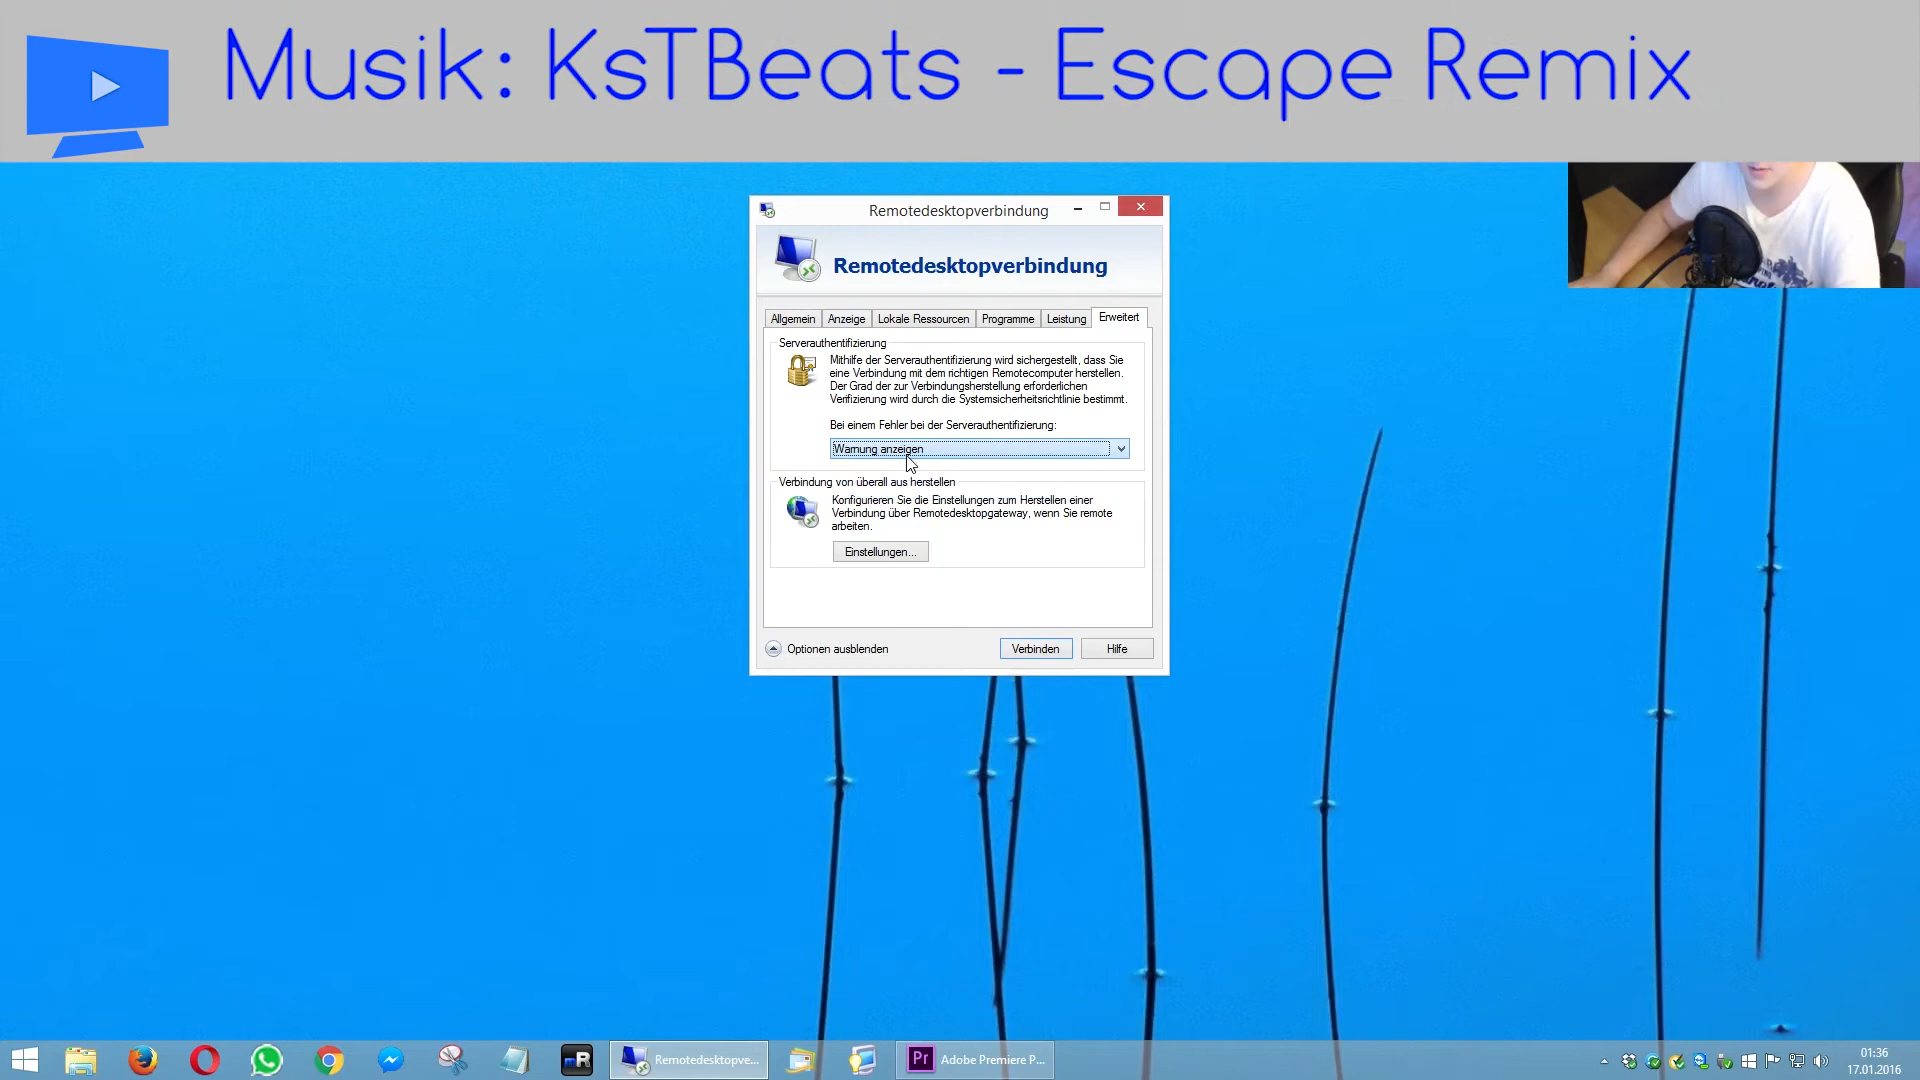 Musik: KsTBeats - Escape Remix
Remotedesktopverbindung
Remotedesktopverbindung
Allgemein Anzeige Lokale Ressourcen Programme Leistung Erweitert
Serverauthentifizierung
Mithilfe der Serverauthentifizierung wird sichergestellt, dass Sie
eine Verbindung mit dem richtigen Remotecomputer herstellen.
Der Grad der zur Verbindungsherstellung erforderlichen
Verifizierung wird durch die Systemsicherheitsrichtlinie bestimmt.
Bei einem Fehler bei der Serverauthentifizierung:
Warnung anzeigen
Verbindung von überall aus herstellen
Konfigurieren Sie die Einstellungen zum Herstellen einer
Verbindung über Remotedesktopgateway, wenn Sie remote
arbeiten.
Einstellungen...
Optionen ausblenden Verbinden Hilfe
mR Remotedesktopve... Pr Adobe Premiere P...
01:36
17.01.2016